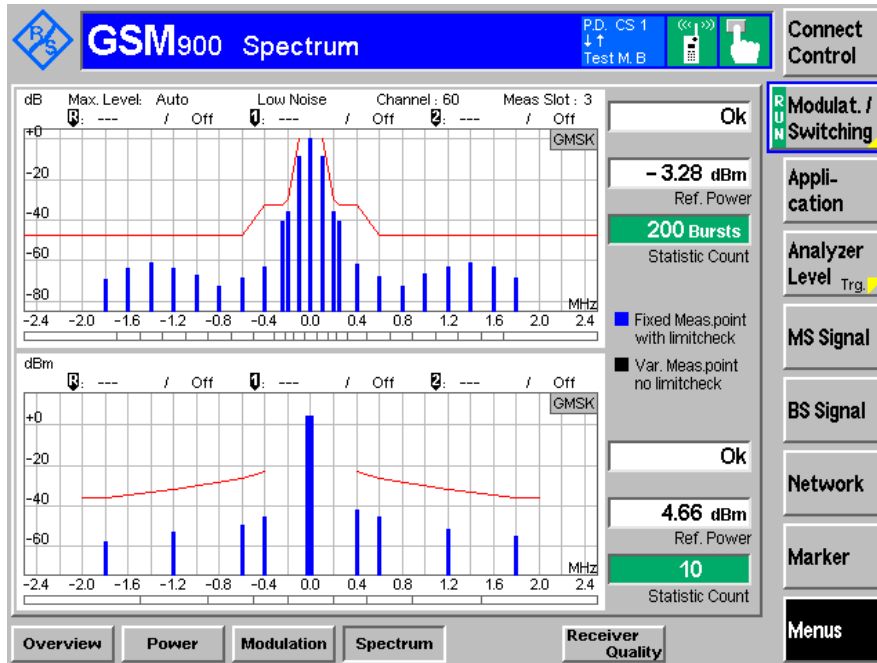 R/S
GSM900 Spectrum
P.D. CS 1
Test M. B
Connect
Control
dB Max. Level: Auto Low Noise Channel : 60 Meas Slot : 3
R: --- / Off 1: --- / Off 2: --- / Off
GMSK
+0
-20
-40
-60
-80
MHz
-2.4 -2.0 -1.6 -1.2 -0.8 -0.4 0.0 0.4 0.8 1.2 1.6 2.0 2.4
Ok
- 3.28 dBm
Ref. Power
200 Bursts
Statistic Count
Fixed Meas.point
with limitcheck
Var. Meas.point
no limitcheck
dBm
R: --- / Off 1: --- / Off 2: --- / Off
GMSK
+0
-20
-40
-60
MHz
-2.4 -2.0 -1.6 -1.2 -0.8 -0.4 0.0 0.4 0.8 1.2 1.6 2.0 2.4
Ok
4.66 dBm
Ref. Power
10
Statistic Count
RUN
Modulat. /
Switching
Appli-
cation
Analyzer
Level Trg.
MS Signal
BS Signal
Network
Marker
Menus
Overview
Power
Modulation
Spectrum
Receiver
Quality